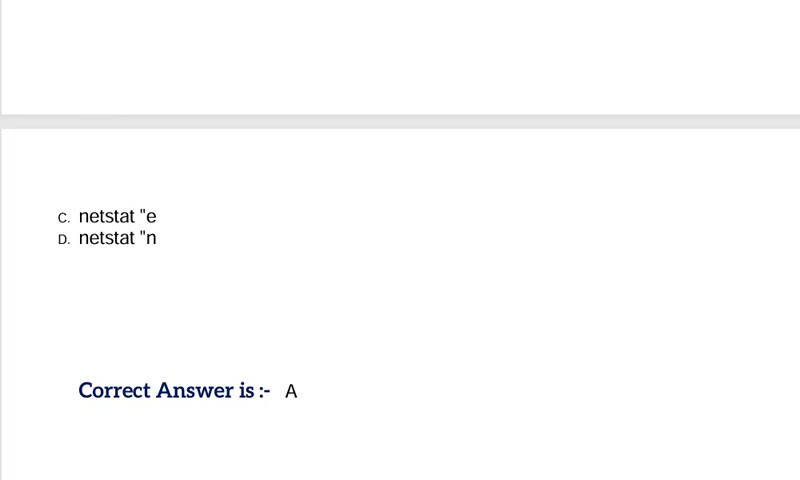 C. netstat "e
D. netstat "n
Correct Answer is :- A